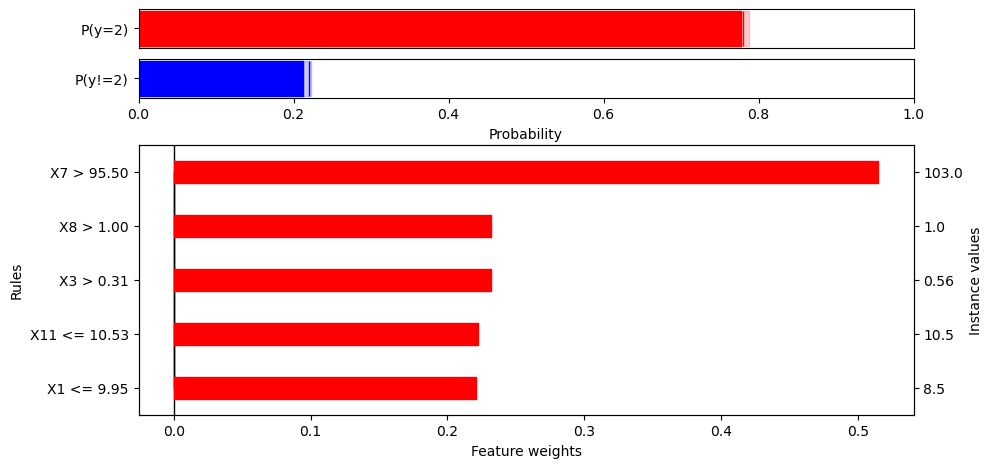 P(y=2)
P(y!=2)
0.0 0.2 0.4 0.6 0.8 1.0
Probability
X7 > 95.50 103.0
X8 > 1.00 1.0
X3 > 0.31 0.56
X11 <= 10.53 10.5
X1 <= 9.95 8.5
Rules
Instance values
0.0 0.1 0.2 0.3 0.4 0.5
Feature weights